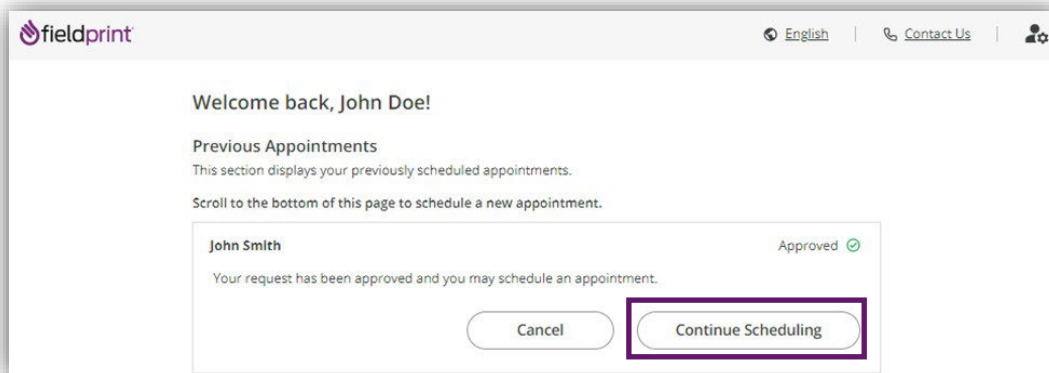 fieldprint
English | Contact Us |
Welcome back, John Doe!
Previous Appointments
This section displays your previously scheduled appointments.
Scroll to the bottom of this page to schedule a new appointment.
John Smith Approved
Your request has been approved and you may schedule an appointment.
Cancel Continue Scheduling